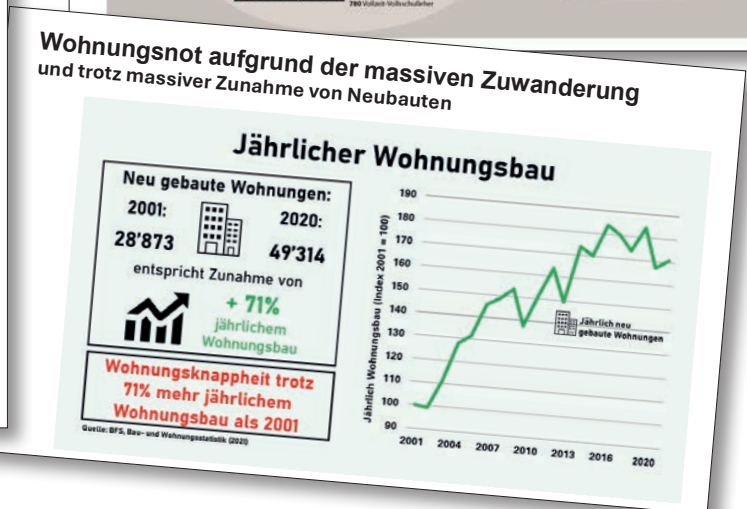 780 Vollzeit-Vollschulleher
Wohnungsnot aufgrund der massiven Zuwanderung
und trotz massiver Zunahme von Neubauten
Jährlicher Wohnungsbau
Neu gebaute Wohnungen:
2001:
28'873
2020:
49'314
entspricht Zunahme von
+ 71%
jährlichem
Wohnungsbau
Wohnungsknappheit trotz
71% mehr jährlichem
Wohnungsbau als 2001
Quelle: BFS, Bau- und Wohnungsstatistik (2021)
Jährlich Wohnungsbau (Index 2001 = 100)
190
180
170
160
150
140
130
120
110
100
90
2001 2004 2007 2010 2013 2016 2020
Jährlich neu
gebaute Wohnungen